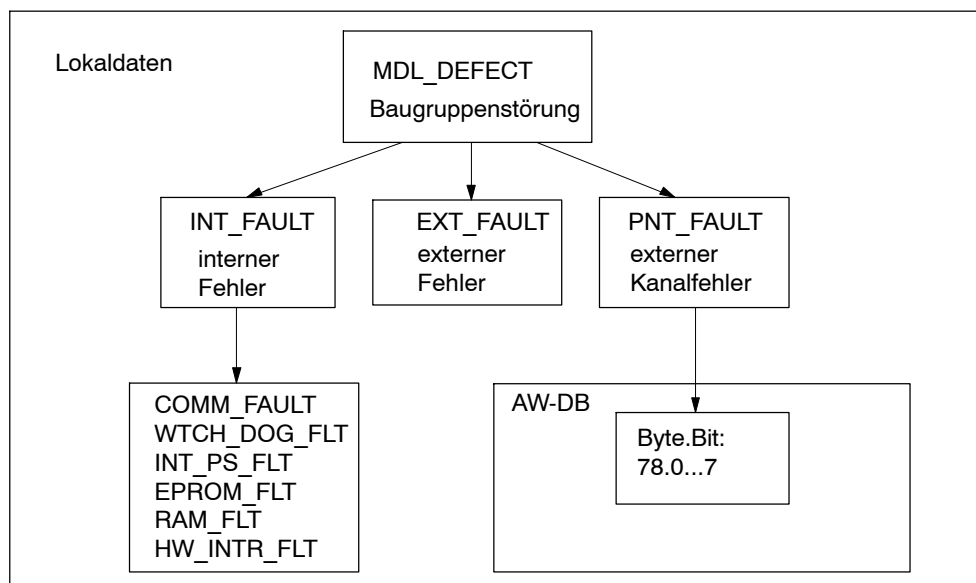 Lokaldaten
MDL_DEFECT
Baugruppenstörung
INT_FAULT
interner
Fehler
EXT_FAULT
externer
Fehler
PNT_FAULT
externer
Kanalfehler
COMM_FAULT
WTCH_DOG_FLT
INT_PS_FLT
EPROM_FLT
RAM_FLT
HW_INTR_FLT
AW-DB
Byte.Bit:
78.0...7